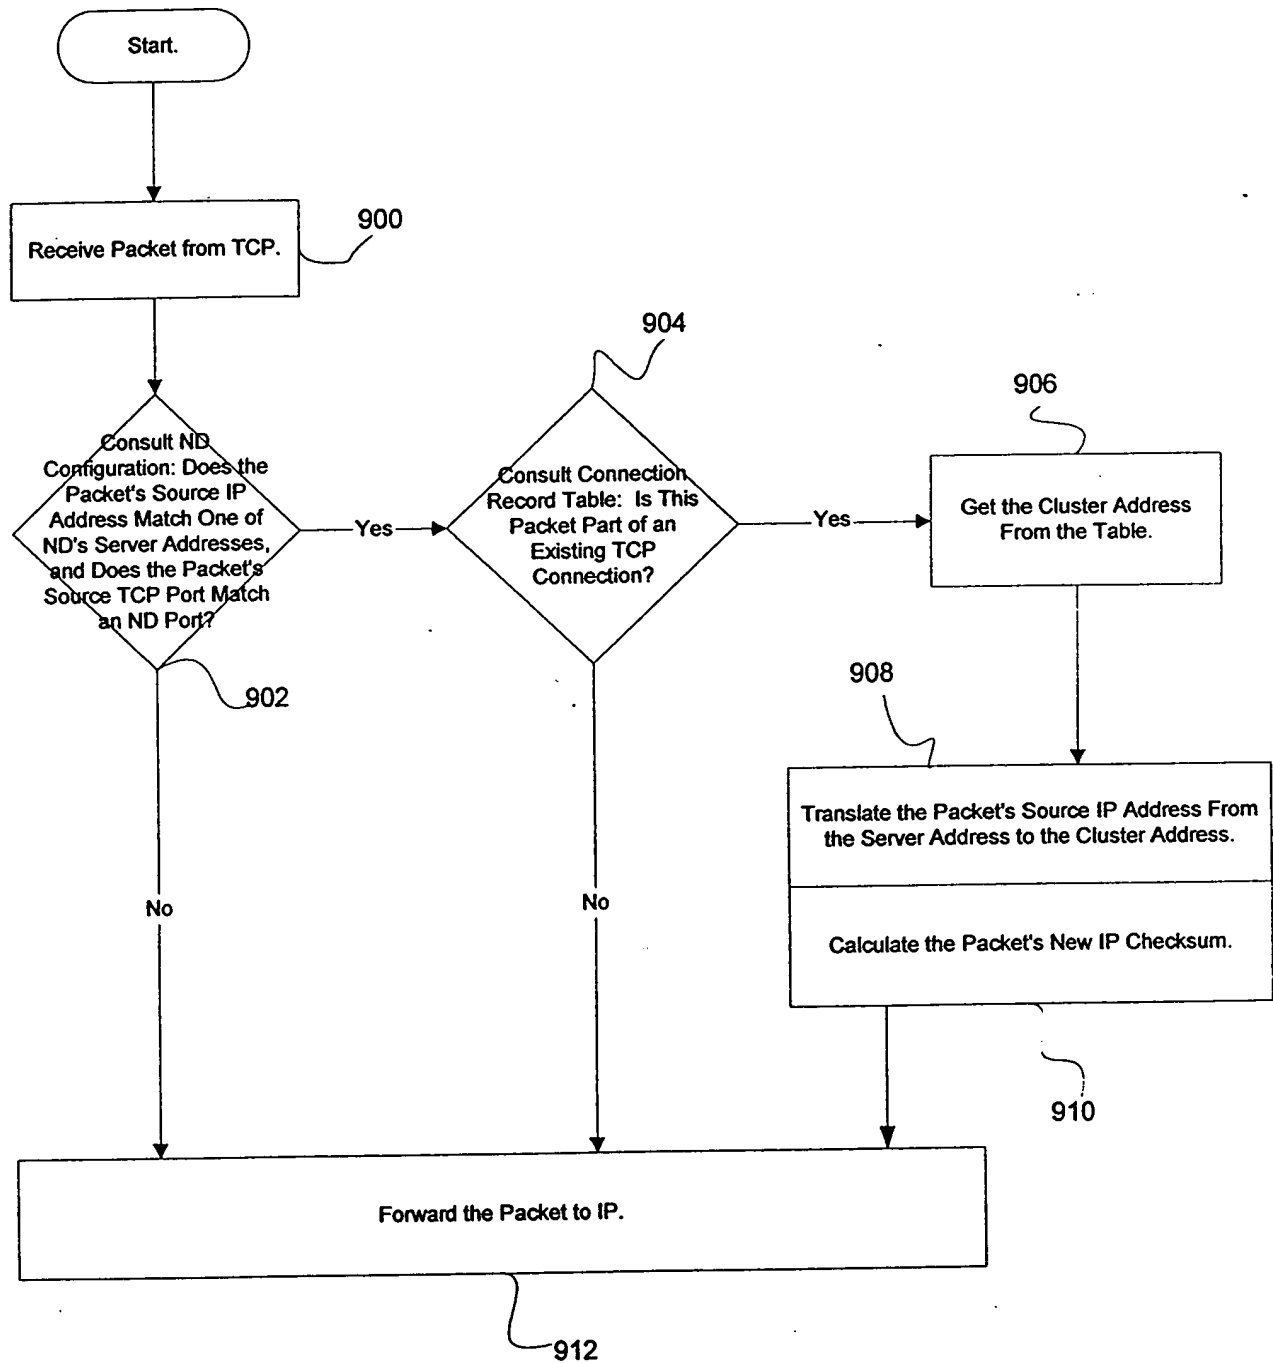 Start.
900
Receive Packet from TCP.
904
906
Consult ND
Configuration: Does the
Packet's Source IP
Address Match One of
ND's Server Addresses,
and Does the Packet's
Source TCP Port Match
an ND Port?
Yes
Consult Connection
Record Table: Is This
Packet Part of an
Existing TCP
Connection?
Yes
Get the Cluster Address
From the Table.
902
908
Translate the Packet's Source IP Address From
the Server Address to the Cluster Address.
No
No
Calculate the Packet's New IP Checksum.
910
Forward the Packet to IP.
912